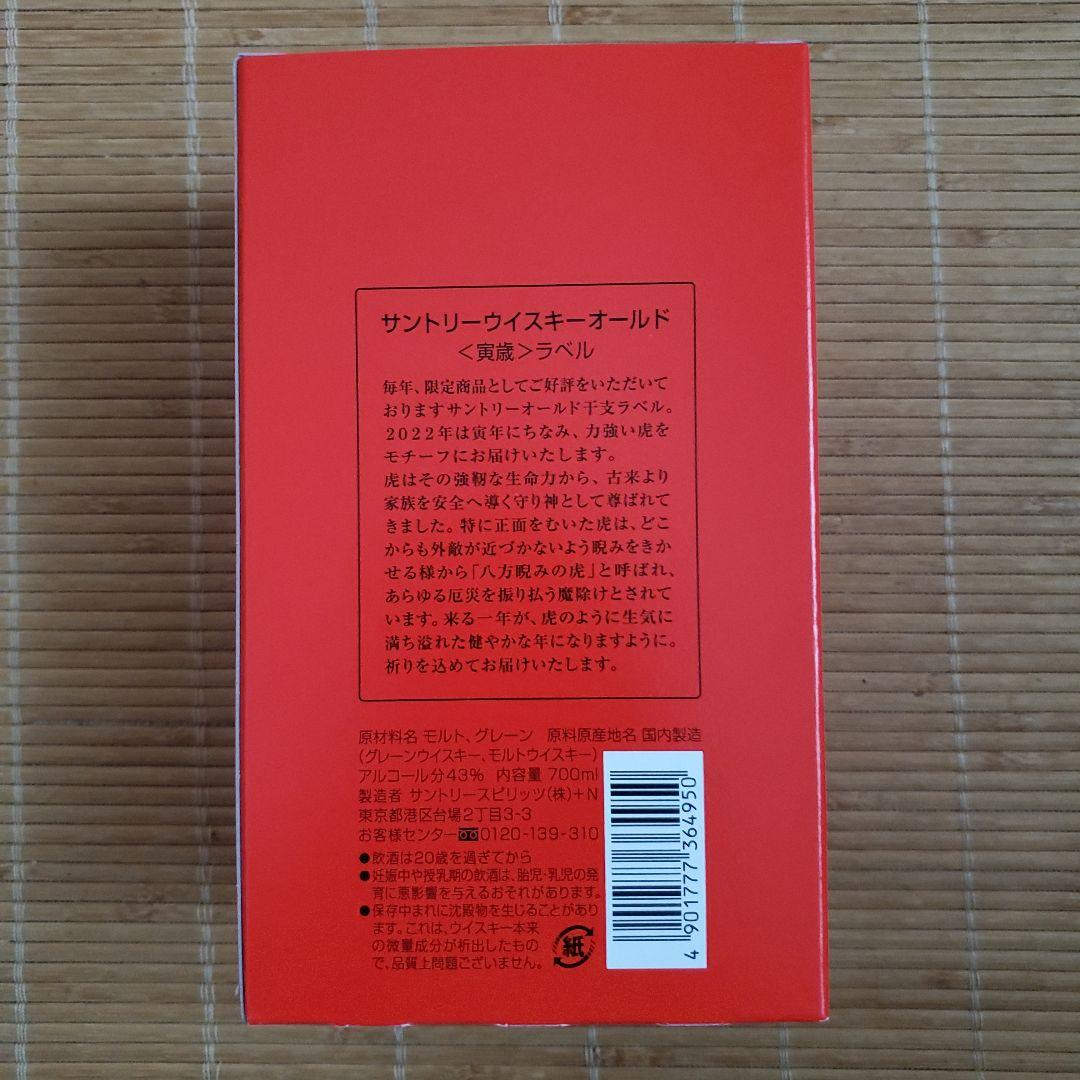 サントリーウイスキーオールド
＜寅歳＞ラベル
毎年、限定商品としてご好評をいただいて
おりますサントリーオールド干支ラベル。
2022年は寅年にちなみ、力強い虎を
モチーフにお届けいたします。
虎はその強靭な生命力から、古来より
家族を安全へ導く守り神として尊ばれて
きました。特に正面をむいた虎は、どこ
からも外敵が近づかないよう睨みをきか
せる様から「八方睨みの虎」と呼ばれ、
あらゆる厄災を振り払う魔除けとされて
います。来る一年が、虎のように生気に
満ち溢れた健やかな年になりますように。
祈りを込めてお届けいたします。
原材料名 モルト、グレーン 原料原産地名 国内製造
(グレーンウイスキー、モルトウイスキー)
アルコール分43% 内容量 700ml
製造者 サントリースピリッツ(株)+N
東京都港区台場2丁目3-3
お客様センター 0120-139-310
●飲酒は20歳を過ぎてから
●妊娠中や授乳期の飲酒は、胎児・乳児の発
育に悪影響を与えるおそれがあります。
●保存中まれに沈殿物を生じることがあり
ます。これは、ウイスキー本来
の微量成分が析出したもの
で、品質上問題ございません。
紙
4 901777 364950